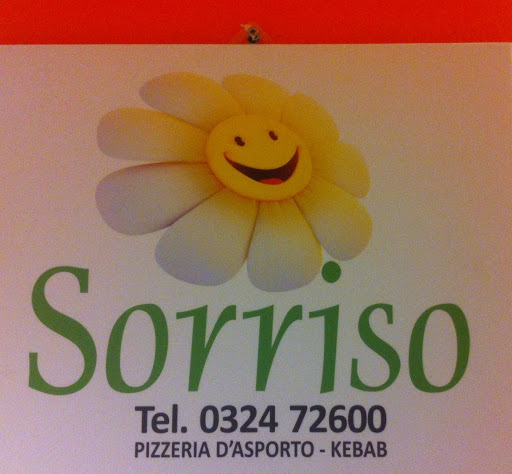 Sorriso
Tel. 0324 72600
PIZZERIA D'ASPORTO - KEBAB